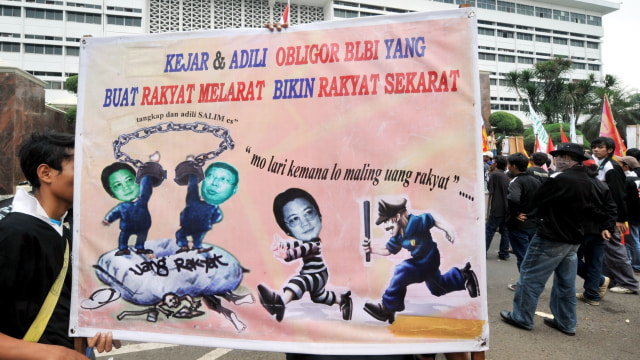 KEJAR & ADILI OBLIGOR BLBI YANG
BUAT RAKYAT MELARAT BIKIN RAKYAT SEKARAT
tangkap dan adili SALIM cs"
"mo lari kemana lo maling uang rakyat"....
uang Rakyat